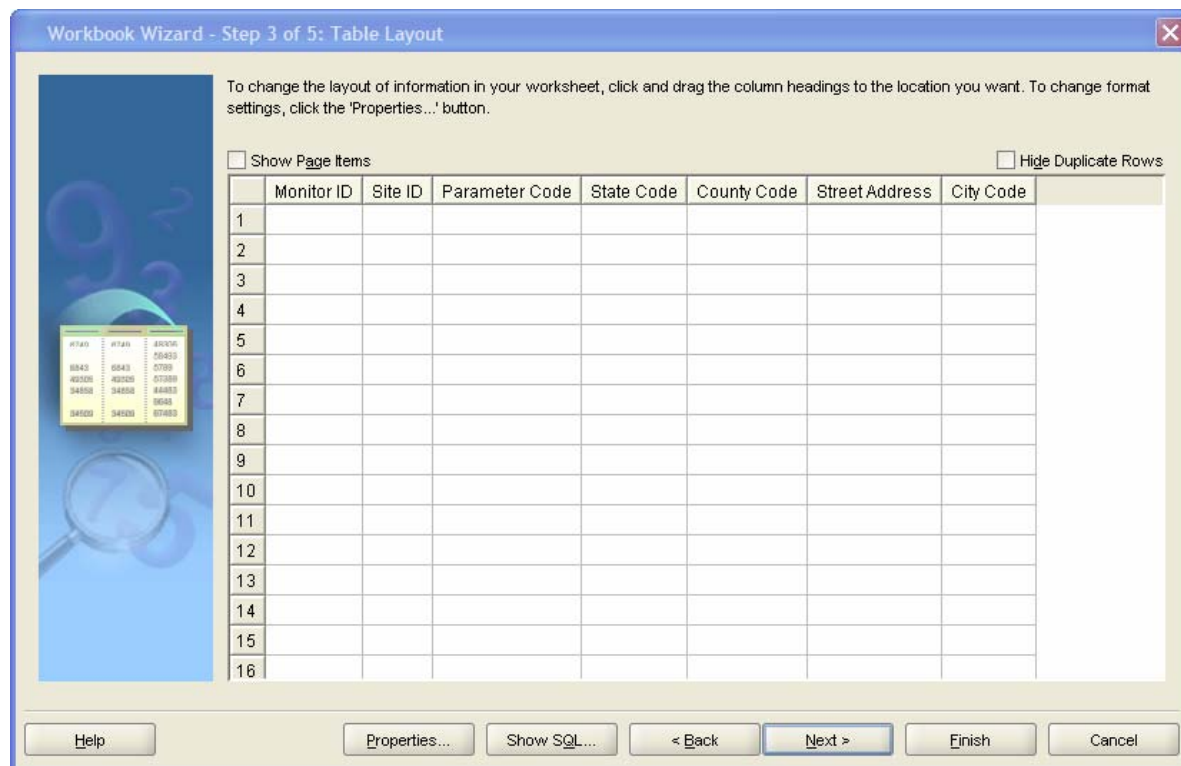 Workbook Wizard - Step 3 of 5: Table Layout
To change the layout of information in your worksheet, click and drag the column headings to the location you want. To change format
settings, click the 'Properties...' button.
Show Page Items Hide Duplicate Rows
Monitor ID Site ID Parameter Code State Code County Code Street Address City Code
1
2
3
4
5
6
7
8
9
10
11
12
13
14
15
16
Help Properties... Show SQL... < Back Next > Finish Cancel